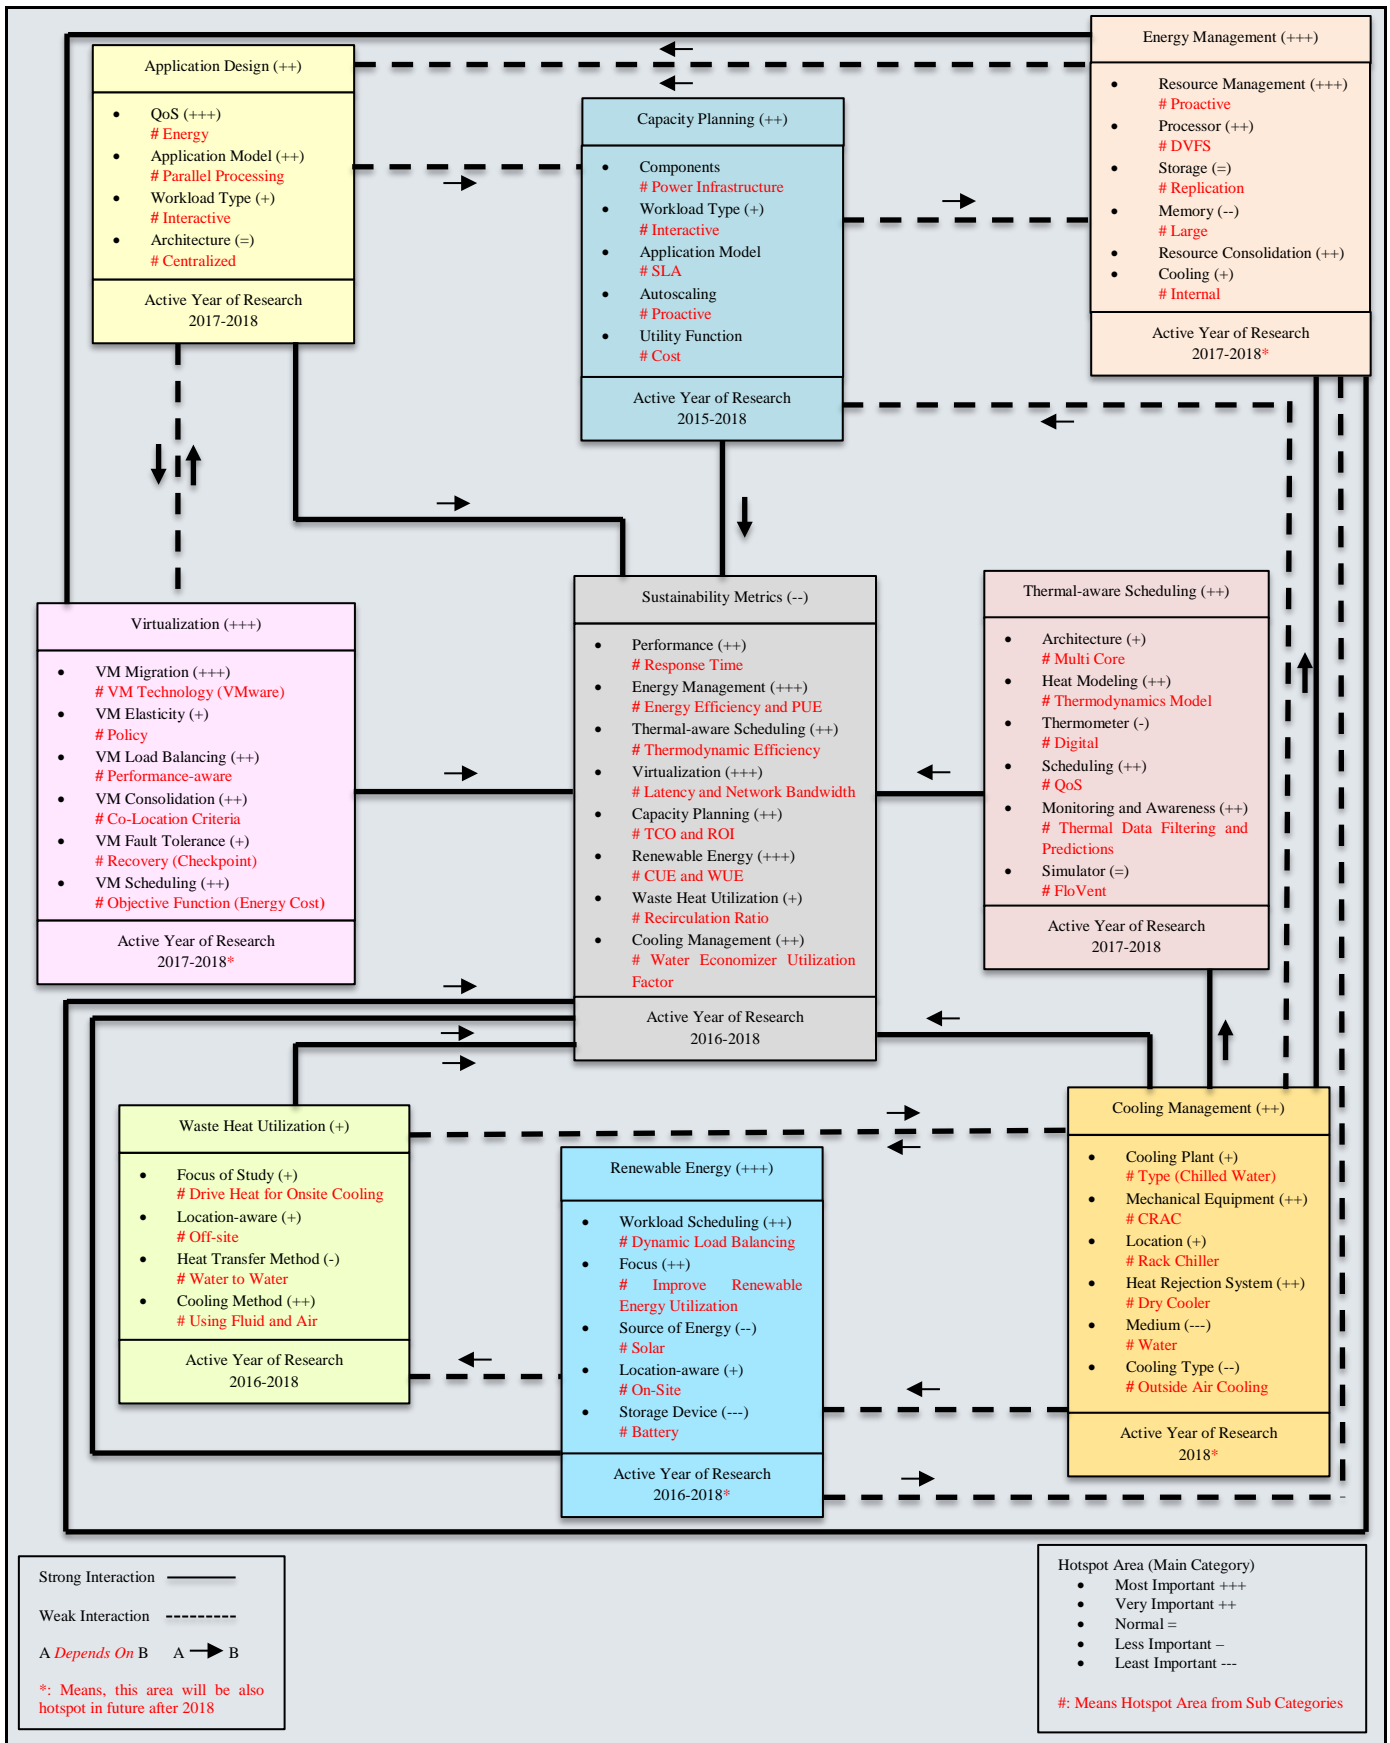 Application Design (++)
• QoS (+++)
# Energy
• Application Model (++)
# Parallel Processing
• Workload Type (+)
# Interactive
• Architecture (=)
# Centralized
Active Year of Research
2017-2018
Capacity Planning (++)
• Components
# Power Infrastructure
• Workload Type (+)
# Interactive
• Application Model
# SLA
• Autoscaling
# Proactive
• Utility Function
# Cost
Active Year of Research
2015-2018
Energy Management (+++)
• Resource Management (+++)
# Proactive
• Processor (++)
# DVFS
• Storage (=)
# Replication
• Memory (--)
# Large
• Resource Consolidation (++)
• Cooling (+)
# Internal
Active Year of Research
2017-2018*
Virtualization (+++)
• VM Migration (+++)
# VM Technology (VMware)
• VM Elasticity (+)
# Policy
• VM Load Balancing (++)
# Performance-aware
• VM Consolidation (++)
# Co-Location Criteria
• VM Fault Tolerance (+)
# Recovery (Checkpoint)
• VM Scheduling (++)
# Objective Function (Energy Cost)
Active Year of Research
2017-2018*
Sustainability Metrics (--)
• Performance (++)
# Response Time
• Energy Management (+++)
# Energy Efficiency and PUE
• Thermal-aware Scheduling (++)
# Thermodynamic Efficiency
• Virtualization (+++)
# Latency and Network Bandwidth
• Capacity Planning (++)
# TCO and ROI
• Renewable Energy (+++)
# CUE and WUE
• Waste Heat Utilization (+)
# Recirculation Ratio
• Cooling Management (++)
# Water Economizer Utilization
Factor
Active Year of Research
2016-2018
Thermal-aware Scheduling (++)
• Architecture (+)
# Multi Core
• Heat Modeling (++)
# Thermodynamics Model
• Thermometer (-)
# Digital
• Scheduling (++)
# QoS
• Monitoring and Awareness (++)
# Thermal Data Filtering and
Predictions
• Simulator (=)
# FloVent
Active Year of Research
2017-2018
Waste Heat Utilization (+)
• Focus of Study (+)
# Drive Heat for Onsite Cooling
• Location-aware (+)
# Off-site
• Heat Transfer Method (-)
# Water to Water
• Cooling Method (++)
# Using Fluid and Air
Active Year of Research
2016-2018
Renewable Energy (+++)
• Workload Scheduling (++)
# Dynamic Load Balancing
• Focus (++)
# Improve Renewable
Energy Utilization
• Source of Energy (--)
# Solar
• Location-aware (+)
# On-Site
• Storage Device (---)
# Battery
Active Year of Research
2016-2018*
Cooling Management (++)
• Cooling Plant (+)
# Type (Chilled Water)
• Mechanical Equipment (++)
# CRAC
• Location (+)
# Rack Chiller
• Heat Rejection System (++)
# Dry Cooler
• Medium (---)
# Water
• Cooling Type (--)
# Outside Air Cooling
Active Year of Research
2018*
Strong Interaction
Weak Interaction
A Depends On B A B
*: Means, this area will be also
hotspot in future after 2018
Hotspot Area (Main Category)
• Most Important +++
• Very Important ++
• Normal =
• Less Important –
• Least Important ---
#: Means Hotspot Area from Sub Categories